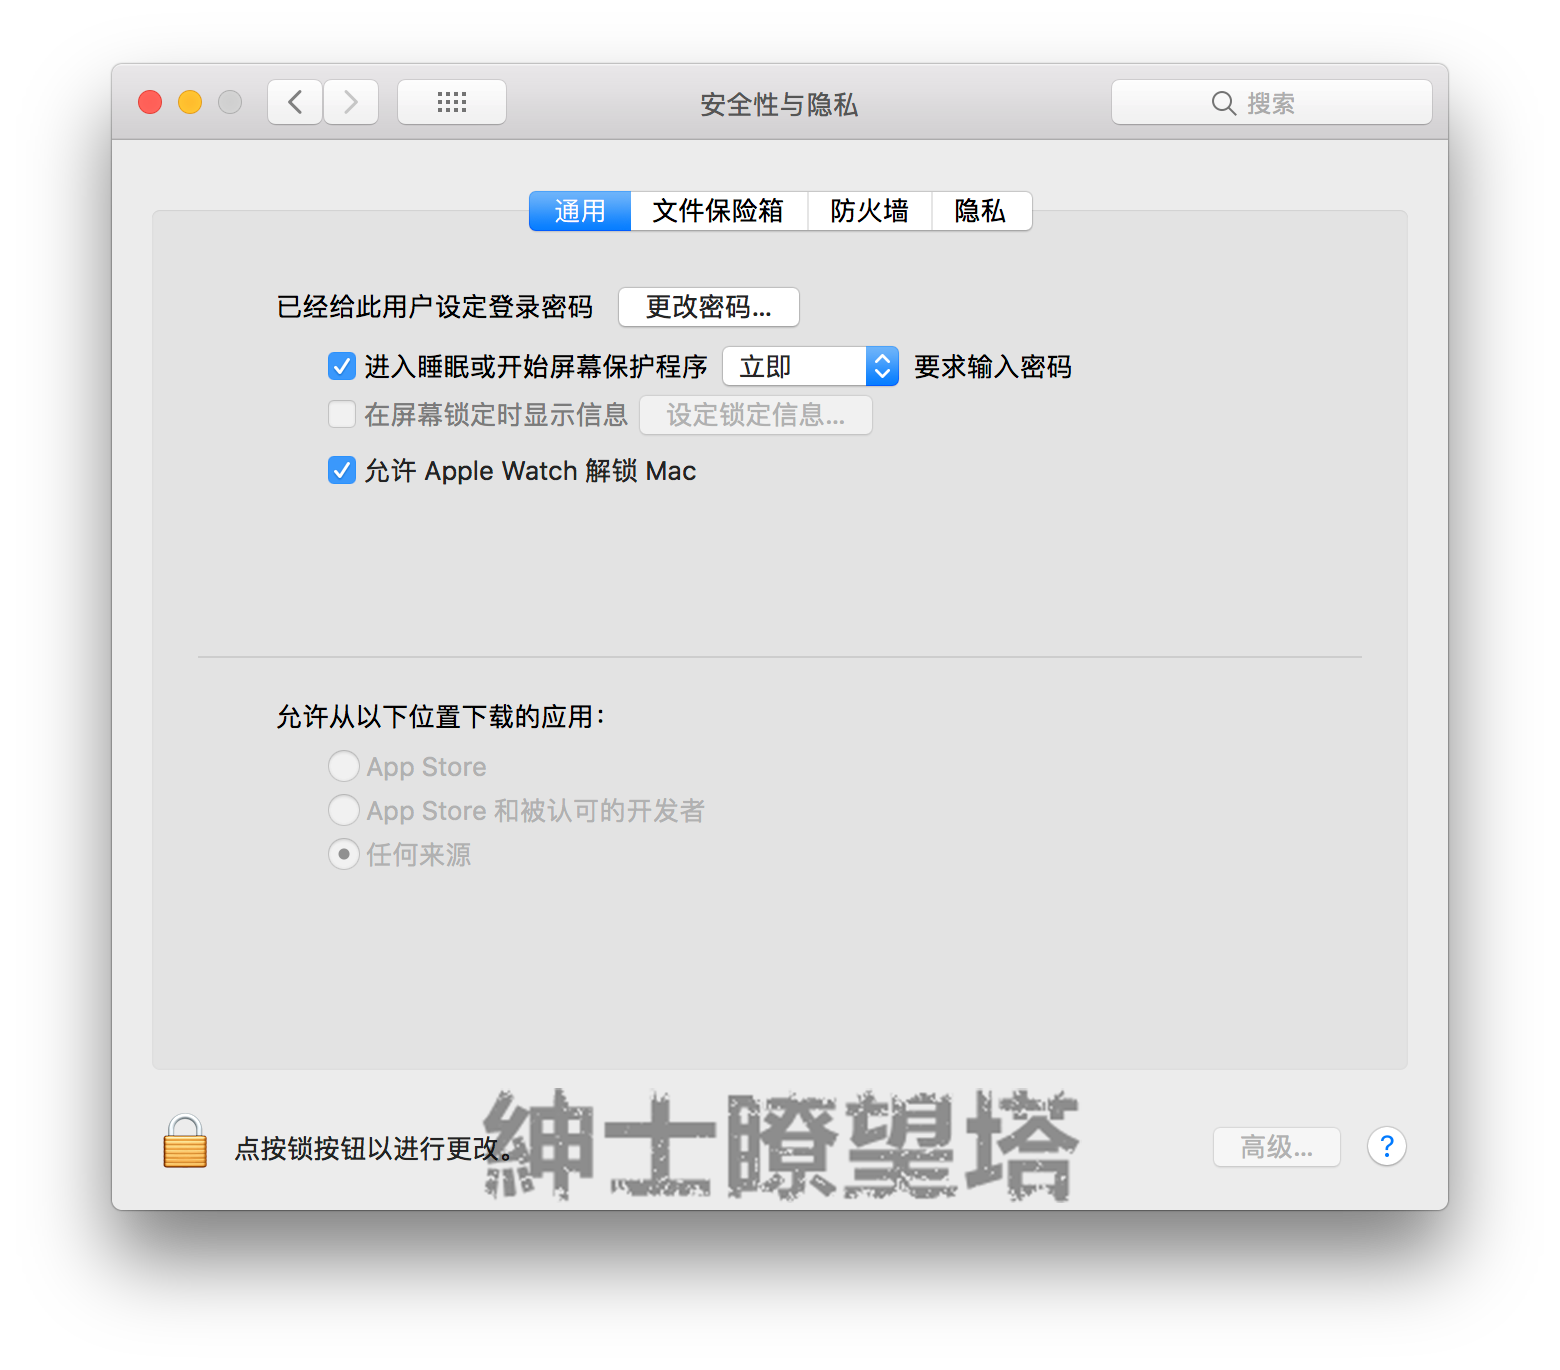 安全性与隐私
搜索
通用 文件保险箱 防火墙 隐私
已经给此用户设定登录密码 更改密码...
进入睡眠或开始屏幕保护程序 立即 要求输入密码
在屏幕锁定时显示信息 设定锁定信息...
允许 Apple Watch 解锁 Mac
允许从以下位置下载的应用：
App Store
App Store 和被认可的开发者
任何来源
点按锁按钮以进行更改。
绅士瞭望塔
高级... ?